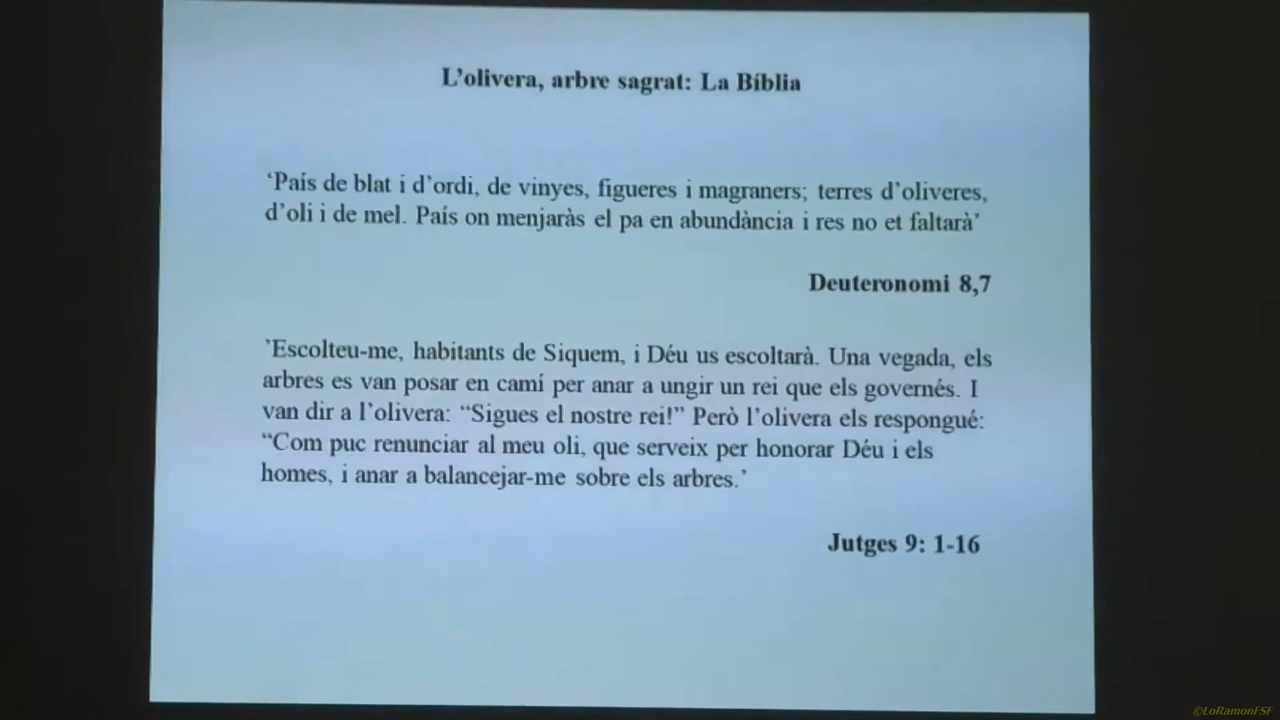 L'olivera, arbre sagrat: La Bíblia
'País de blat i d'ordi, de vinyes, figueres i magraners; terres d'oliveres,
d'oli i de mel. País on menjaràs el pa en abundància i res no et faltarà'
Deuteronomi 8,7
'Escolteu-me, habitants de Siquem, i Déu us escoltarà. Una vegada, els
arbres es van posar en camí per anar a ungir un rei que els governés. I
van dir a l'olivera: “Sigues el nostre rei!” Però l'olivera els respongué:
“Com puc renunciar al meu oli, que serveix per honorar Déu i els
homes, i anar a balancejar-me sobre els arbres.'
Jutges 9: 1-16
©LoRamonFSF